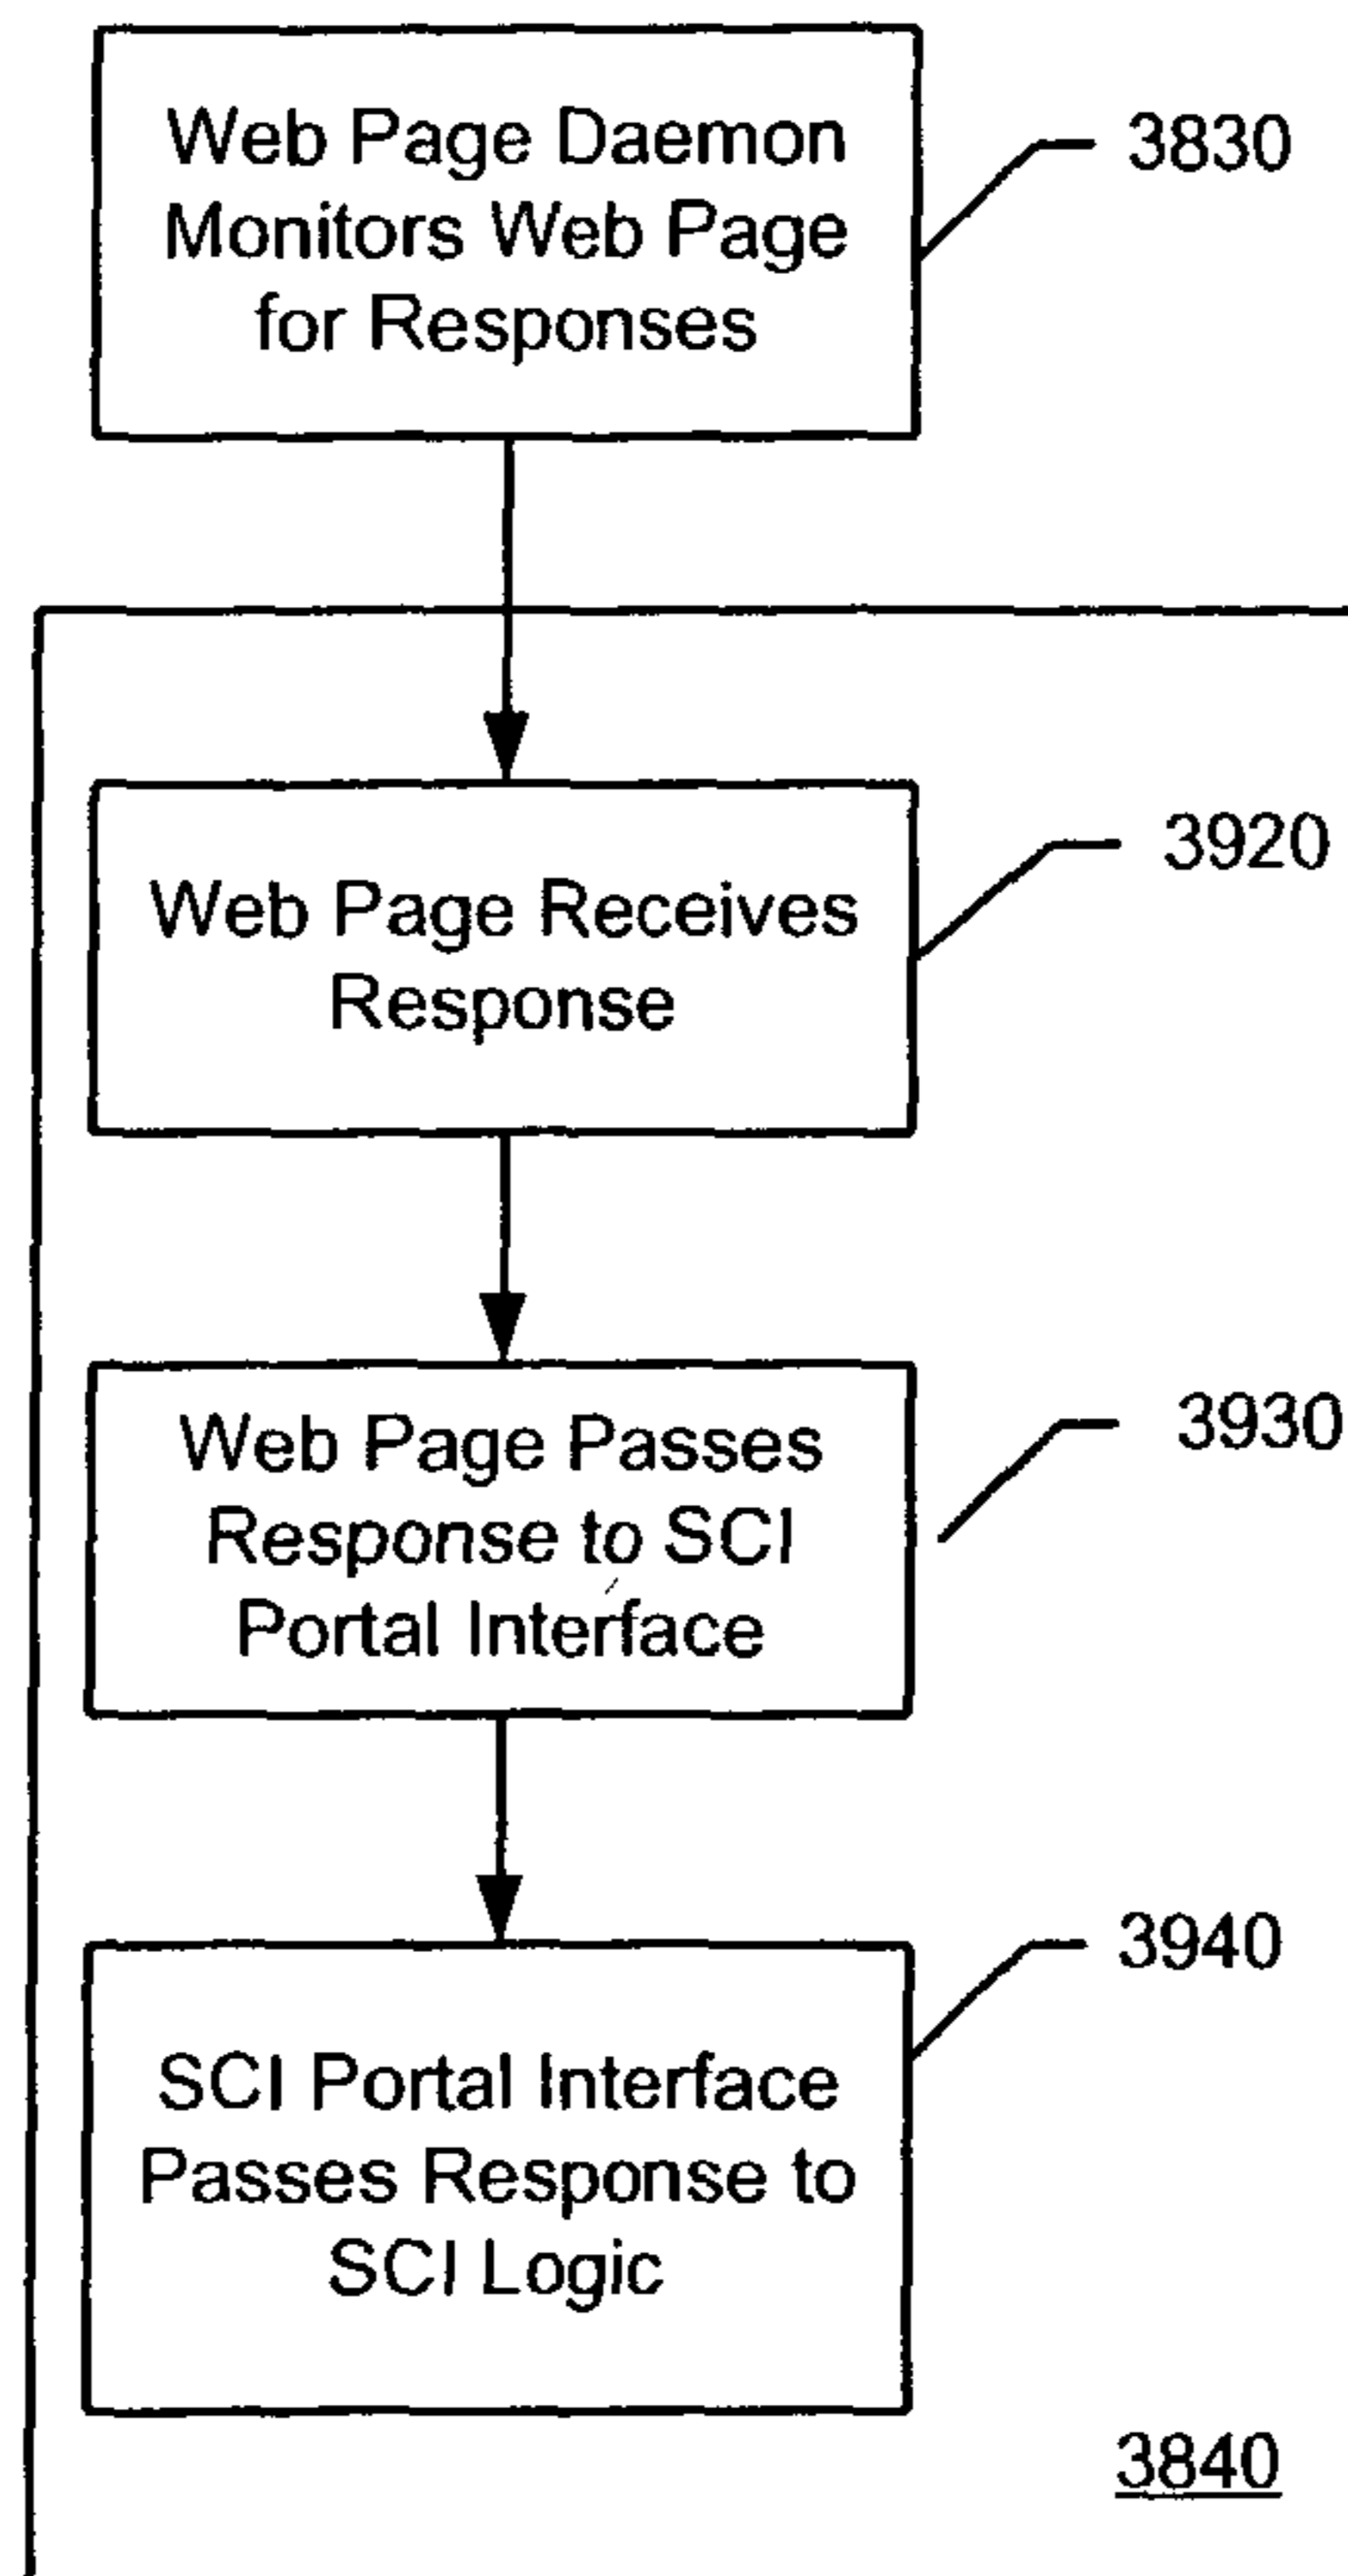 Web Page Daemon
Monitors Web Page
for Responses
3830
Web Page Receives
Response
3920
Web Page Passes
Response to SCI
Portal Interface
3930
SCI Portal Interface
Passes Response to
SCI Logic
3940
3840